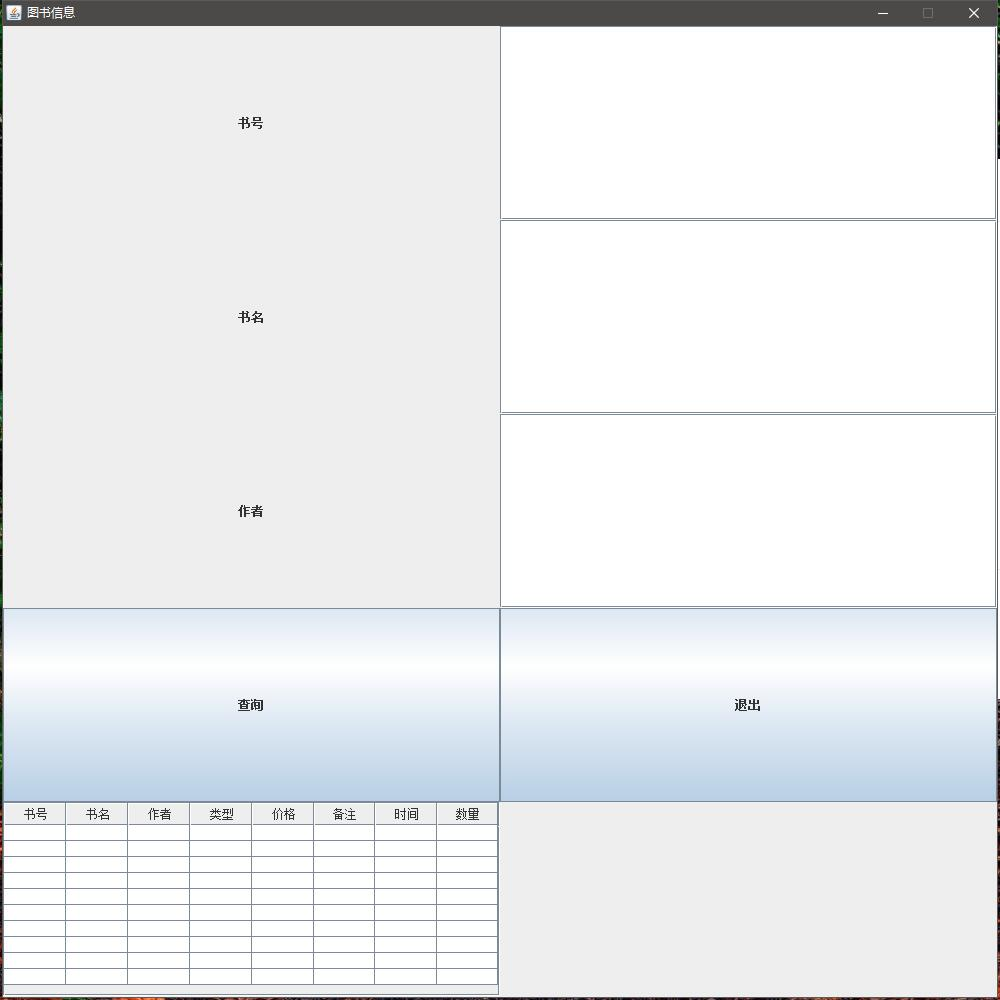 图书信息
书号
书名
作者
查询 退出
书号 书名 作者 类型 价格 备注 时间 数量